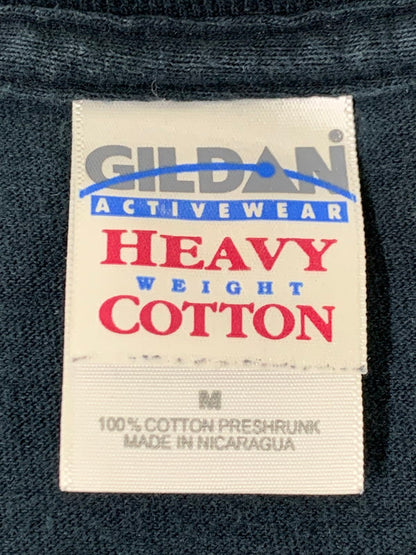 GILDAN
ACTIVEWEAR
HEAVY
WEIGHT
COTTON
M
100% COTTON PRESHRUNK
MADE IN NICARAGUA